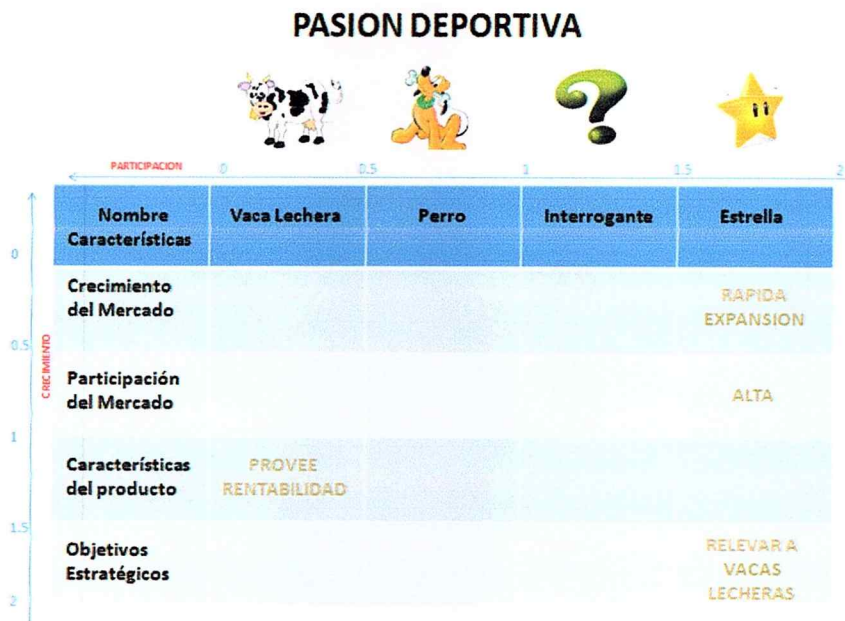 PASION DEPORTIVA
PARTICIPACION 0 0.5 1 1.5 2
Nombre
Características
Vaca Lechera
Perro
Interrogante
Estrella
0
0.5
1
1.5
2
CRECIMIENTO
Crecimiento
del Mercado
RAPIDA
EXPANSION
Participación
del Mercado
ALTA
Características
del producto
PROVEE
RENTABILIDAD
Objetivos
Estratégicos
RELEVAR A
VACAS
LECHERAS